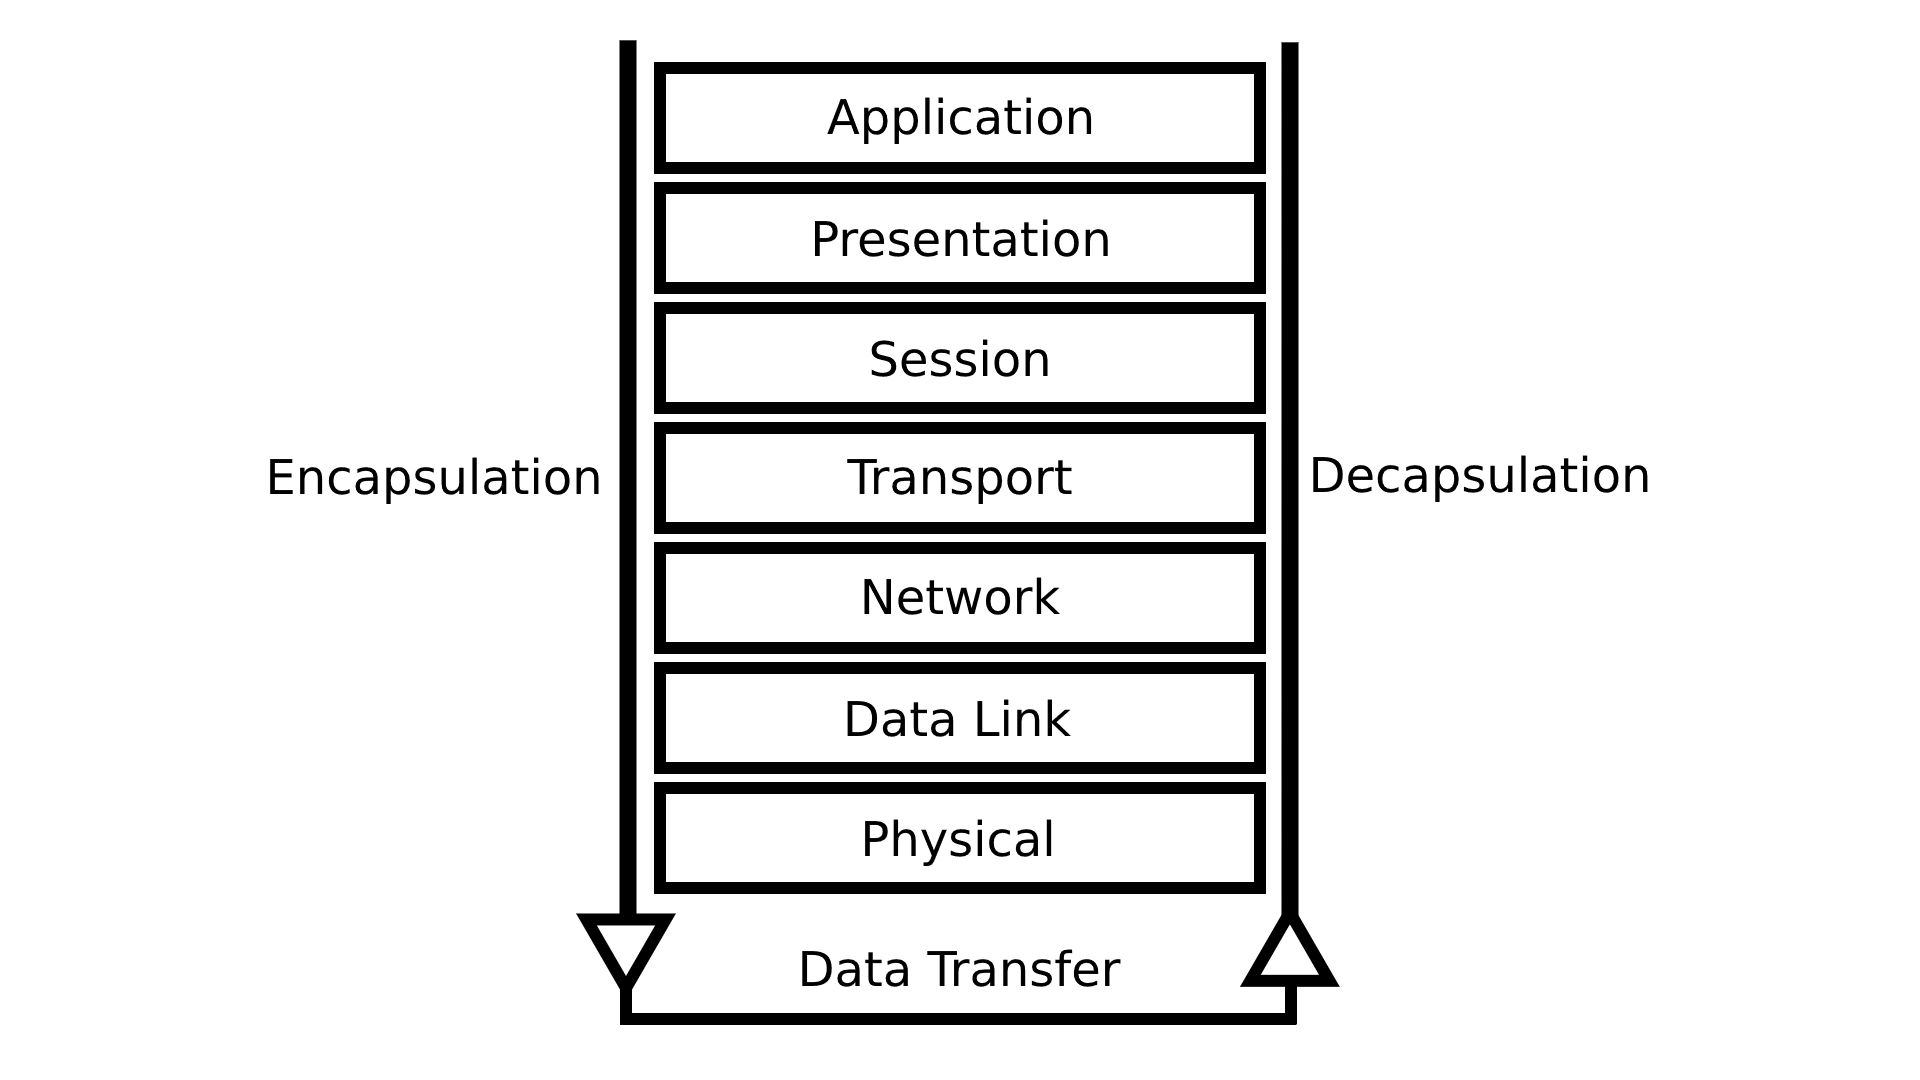 Application
Presentation
Session
Encapsulation
Transport
Decapsulation
Network
Data Link
Physical
Data Transfer